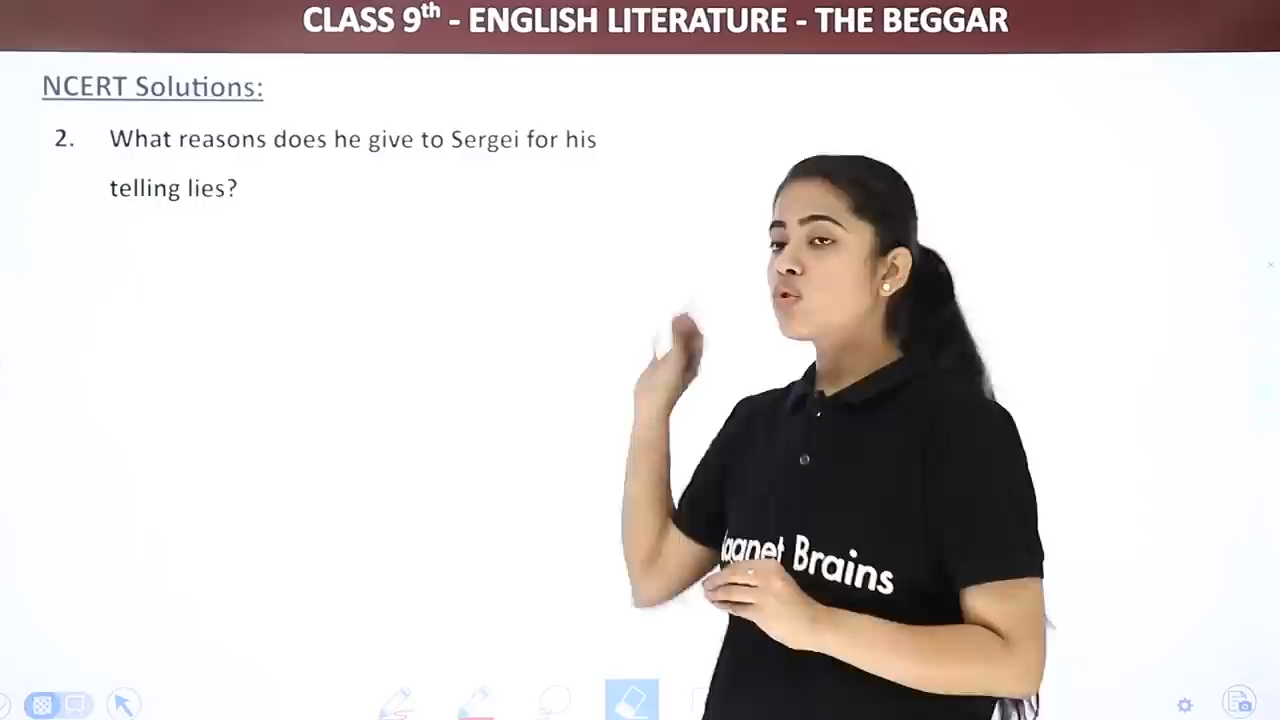 CLASS 9th - ENGLISH LITERATURE - THE BEGGAR
NCERT Solutions:
2. What reasons does he give to Sergei for his
telling lies?
Brains